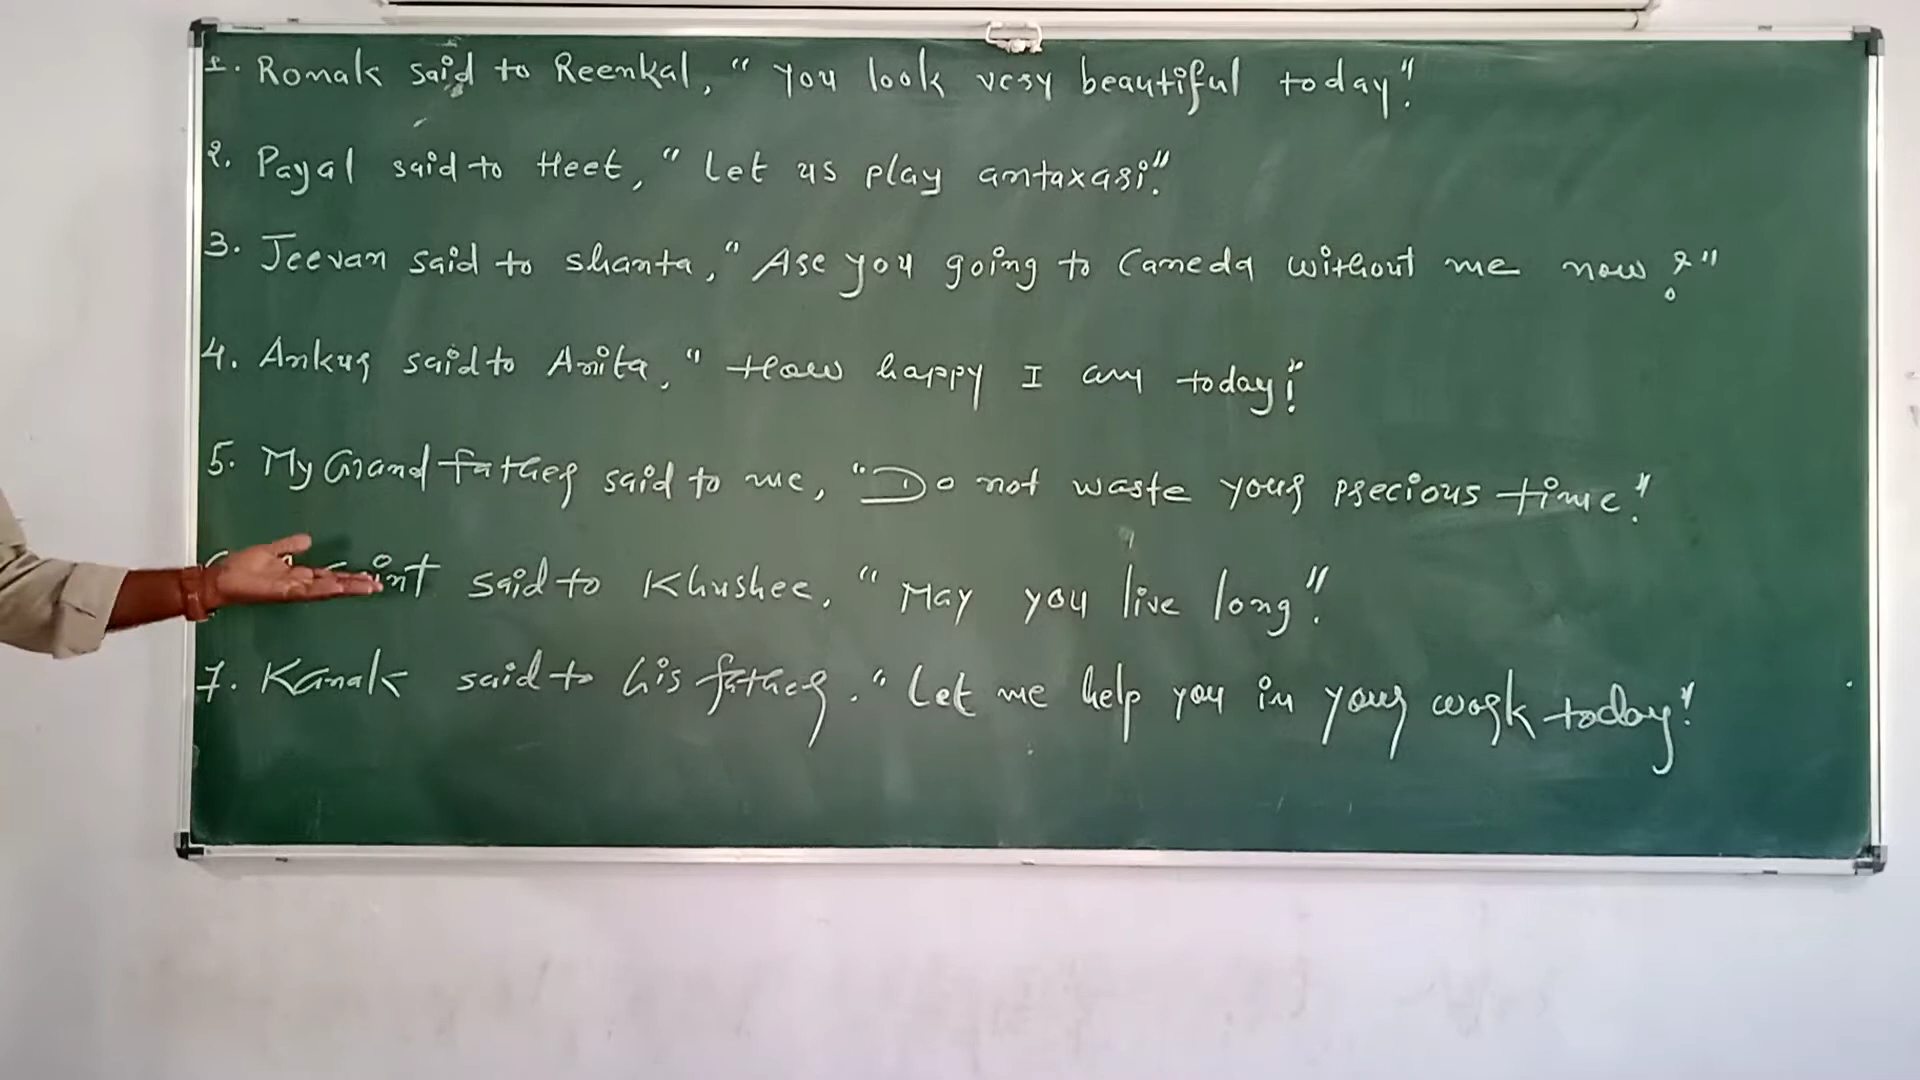 1. Romak said to Reenkal, "you look very beautiful today".
2. Payal said to Heet, "Let us play antaxari".
3. Jeevan said to shanta, "Are you going to Caneda without me now ?"
4. Ankur said to Anita, "How happy I am today!"
5. My Grand father said to me, "Do not waste your precious time".
said to Khushee, "May you live long".
7. Kanak said to his father. "Let me help you in your work today".